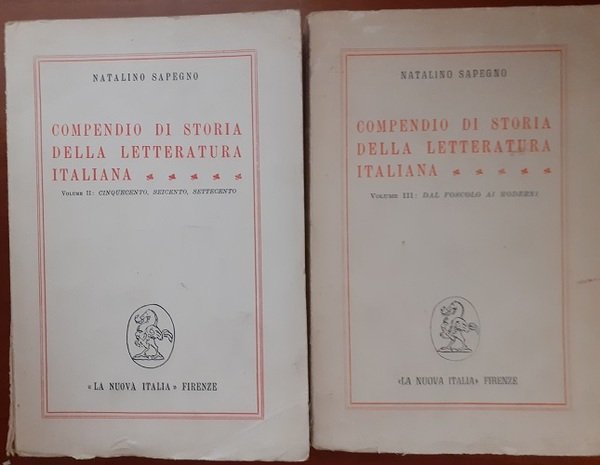 NATALINO SAPEGNO
COMPENDIO DI STORIA
DELLA LETTERATURA
ITALIANA
VOLUME II: CINQUECENTO, SEICENTO, SETTECENTO
«LA NUOVA ITALIA» FIRENZE
NATALINO SAPEGNO
COMPENDIO DI STORIA
DELLA LETTERATURA
ITALIANA
VOLUME III: DAL FOSCOLO AI MODERNI
«LA NUOVA ITALIA» FIRENZE